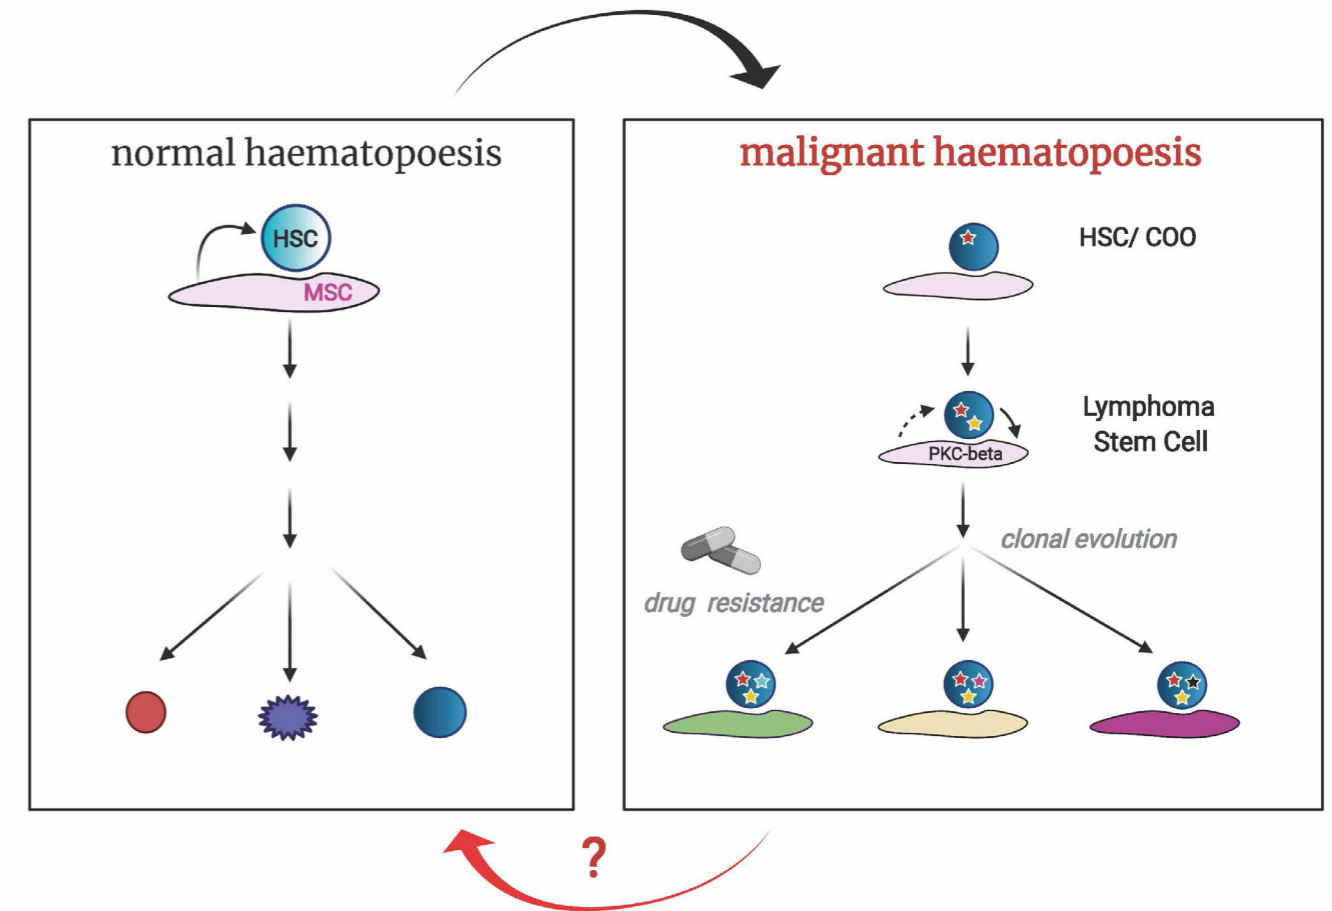 normal haematopoesis
HSC
MSC
malignant haematopoesis
HSC/ COO
Lymphoma
Stem Cell
PKC-beta
clonal evolution
drug resistance
?